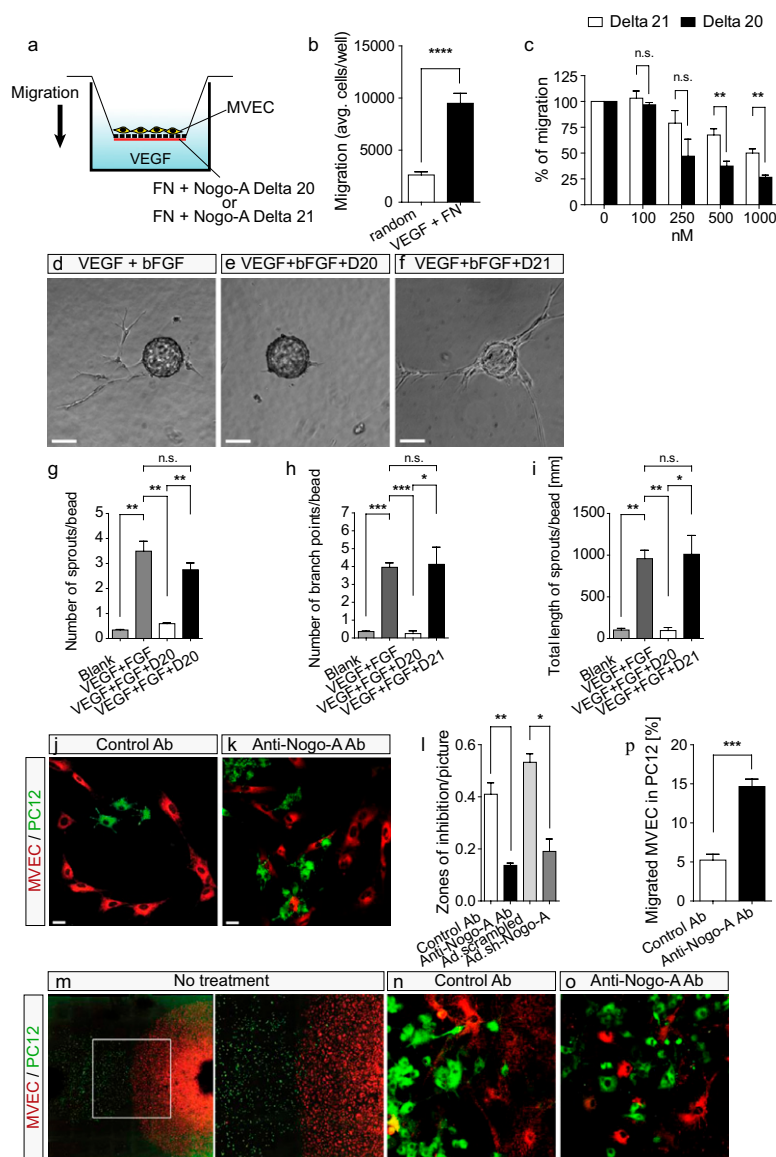 a
Migration
MVEC
VEGF
FN + Nogo-A Delta 20
or
FN + Nogo-A Delta 21
b
Migration (avg. cells/well)
15000
10000
5000
0
****
random
VEGF + FN
Delta 21 Delta 20
c
% of migration
125
100
75
50
25
0
n.s.
n.s.
**
**
0 100 250 500 1000
nM
d VEGF + bFGF
e VEGF+bFGF+D20
f VEGF+bFGF+D21
g
Number of sprouts/bead
5
4
3
2
1
0
n.s.
**
**
**
Blank
VEGF+FGF
VEGF+FGF+D20
VEGF+FGF+D20
h
Number of branch points/bead
7
6
5
4
3
2
1
0
n.s.
***
***
*
Blank
VEGF+FGF
VEGF+FGF+D20
VEGF+FGF+D21
i
Total length of sprouts/bead [mm]
1500
1000
500
0
n.s.
**
**
*
Blank
VEGF+FGF
VEGF+FGF+D20
VEGF+FGF+D21
MVEC / PC12
j Control Ab
k Anti-Nogo-A Ab
l
Zones of inhibition/picture
0.6
0.4
0.2
0.0
**
*
Control Ab
Anti-Nogo-A Ab
Ad.scrambled
Ad.sh-Nogo-A
p
Migrated MVEC in PC12 [%]
20
15
10
5
0
***
Control Ab
Anti-Nogo-A Ab
MVEC / PC12
m No treatment
n Control Ab
o Anti-Nogo-A Ab